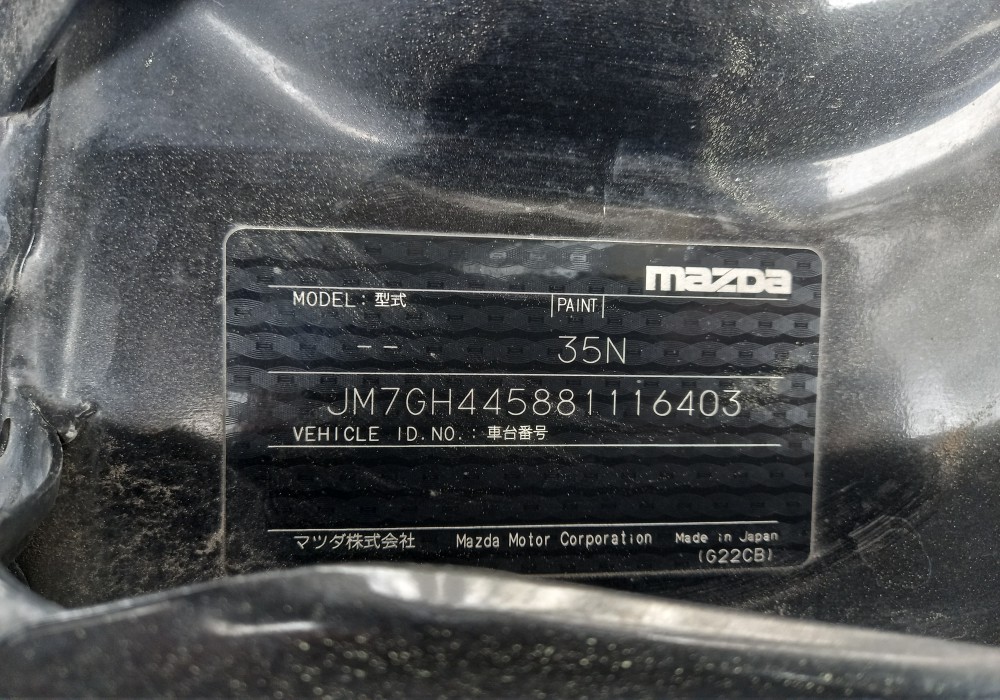 mazda
MODEL: 型式 |PAINT|
-- 35N
JM7GH445881116403
VEHICLE ID.NO.: 車台番号
マツダ株式会社 Mazda Motor Corporation Made in Japan
(G22CB)